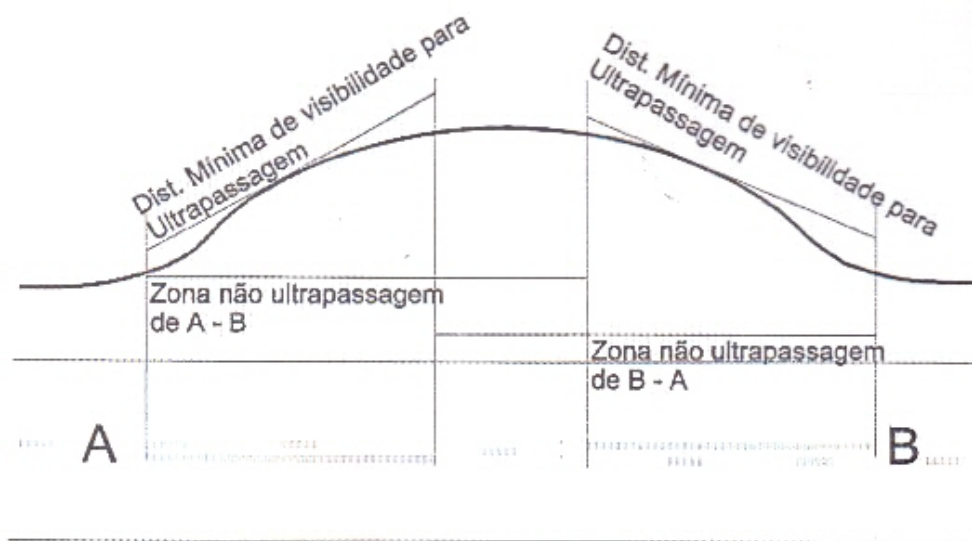 Dist. Mínima de visibilidade para
Ultrapassagem
Dist. Mínima de visibilidade para
Ultrapassagem
Zona não ultrapassagem
de A - B
Zona não ultrapassagem
de B - A
A
B